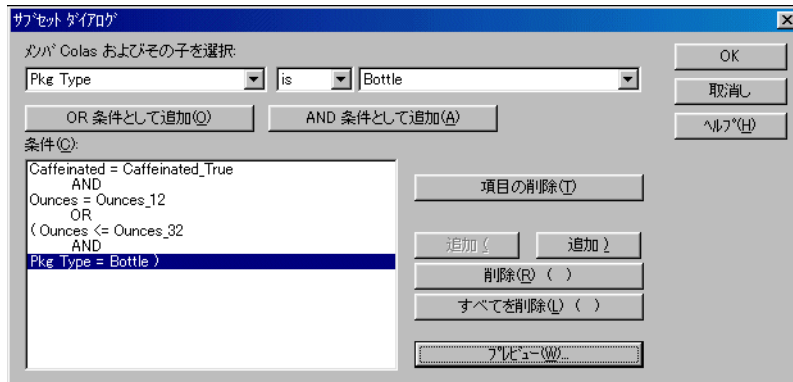 サブセット ダイアログ
メンバ Colas およびその子を選択:
Pkg Type is Bottle
OK
取消し
ヘルプ(H)
OR 条件として追加(O) AND 条件として追加(A)
条件(C):
Caffeinated = Caffeinated_True
AND
Ounces = Ounces_12
OR
( Ounces <= Ounces_32
AND
Pkg Type = Bottle )
項目の削除(T)
追加 ( 追加 )
削除(R) ( )
すべてを削除(L) ( )
プレビュー(W)...